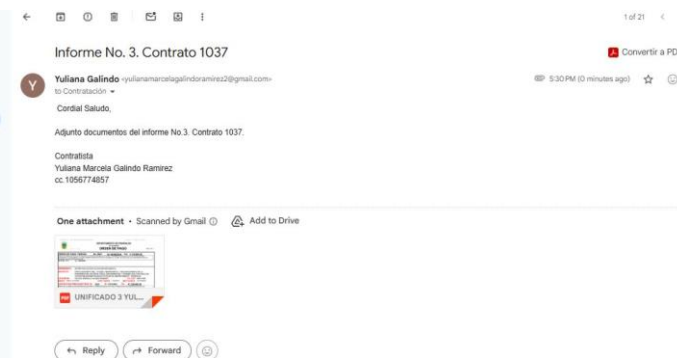 1 of 21
Informe No. 3. Contrato 1037
Convertir a PD
Y
Yuliana Galindo <yulianamarcelagalindoramirez2@gmail.com>
5:30 PM (0 minutes ago)
to Contratación
Cordial Saludo,
Adjunto documentos del informe No.3. Contrato 1037.
Contratista
Yuliana Marcela Galindo Ramirez
cc.1056774857
One attachment • Scanned by Gmail
Add to Drive
ORDEN DE PAGO
PDF
UNIFICADO 3 YUL...
Reply
Forward